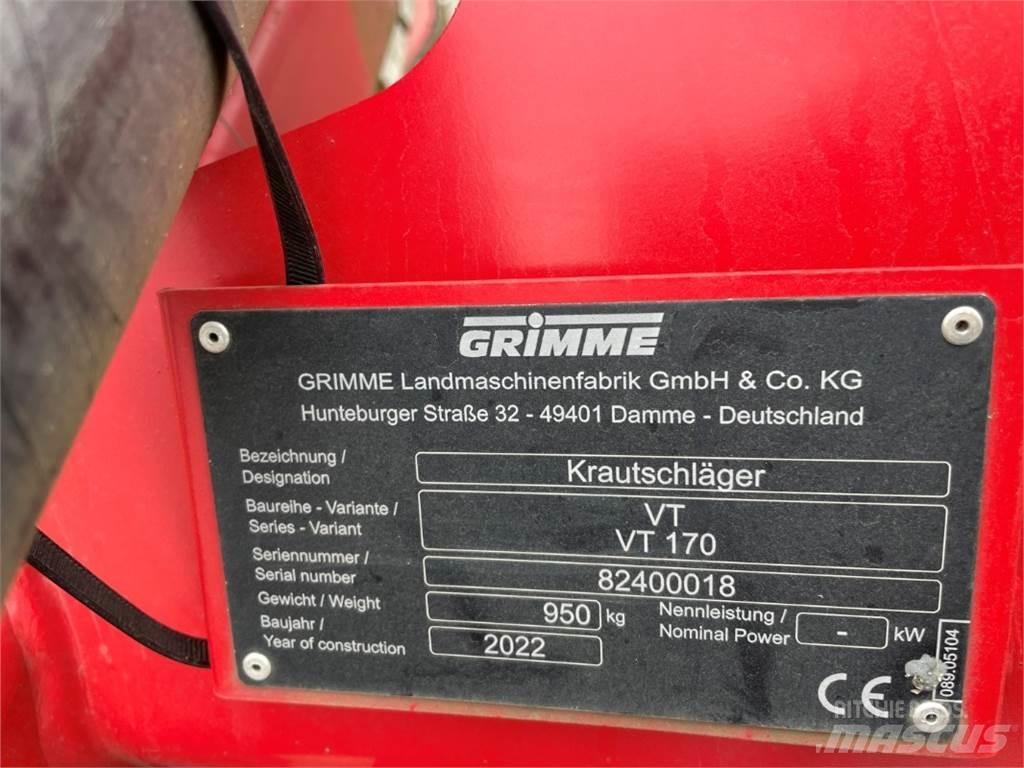 GRIMME
GRIMME Landmaschinenfabrik GmbH & Co. KG
Hunteburger Straße 32 - 49401 Damme - Deutschland
Bezeichnung /
Designation
Krautschläger
Baureihe - Variante /
Series - Variant
VT
VT 170
Seriennummer /
Serial number
82400018
Gewicht / Weight
950 kg
Nennleistung /
Nominal Power
- kW
Baujahr /
Year of construction
2022
CE
089.05104
RITCHIE BROS.
MASCUS